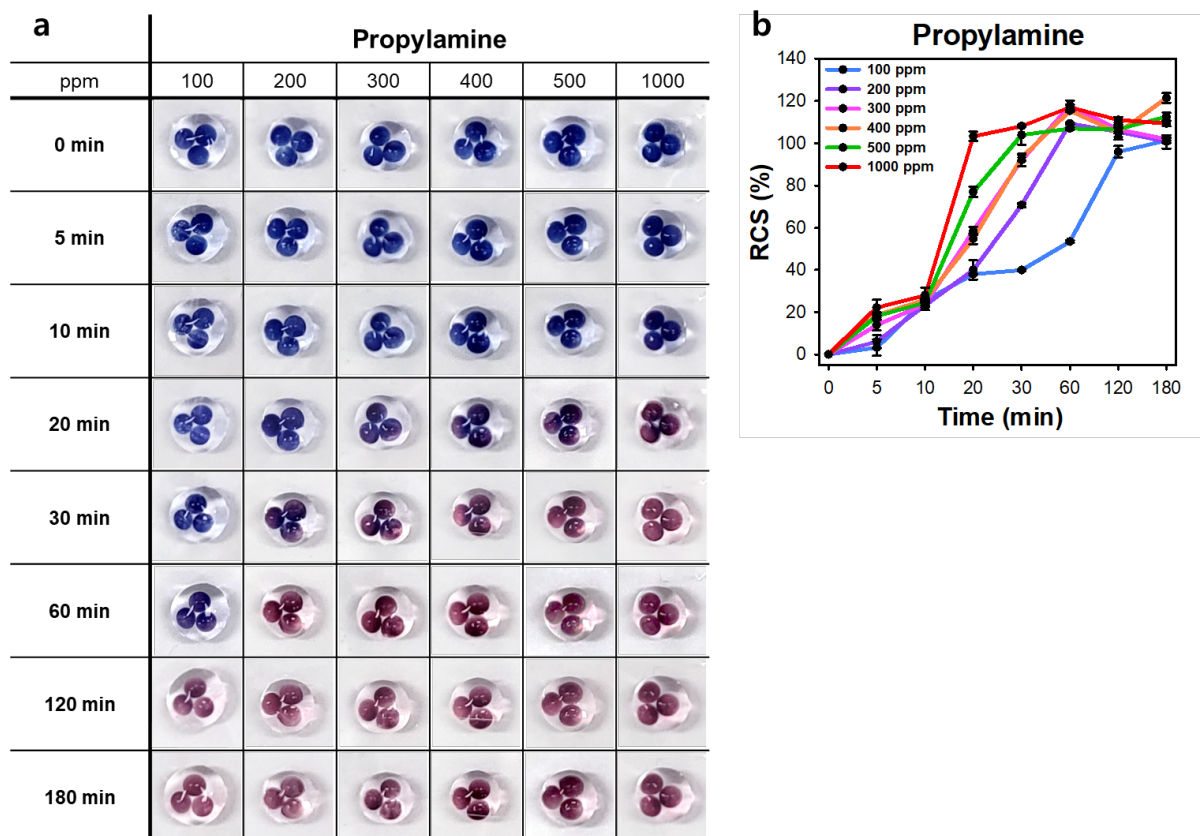 a
Propylamine
ppm 100 200 300 400 500 1000
0 min
5 min
10 min
20 min
30 min
60 min
120 min
180 min
b
Propylamine
140
120
100
80
60
40
20
0
RCS (%)
100 ppm
200 ppm
300 ppm
400 ppm
500 ppm
1000 ppm
0 5 10 20 30 60 120 180
Time (min)